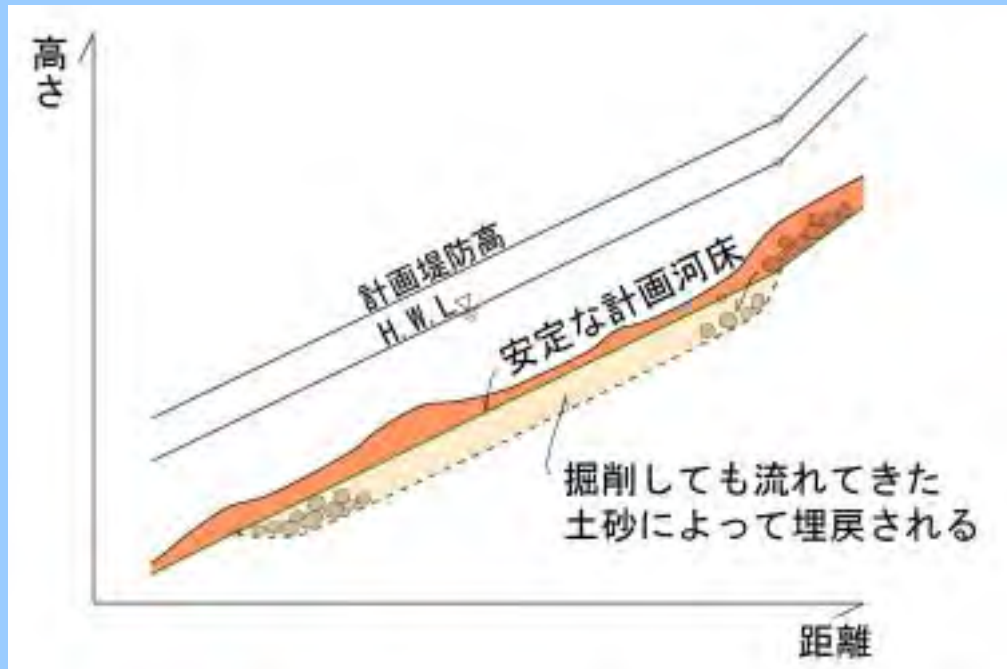 高さ
計画堤防高
H.W.L
安定な計画河床
掘削しても流れてきた
土砂によって埋戻される
距離